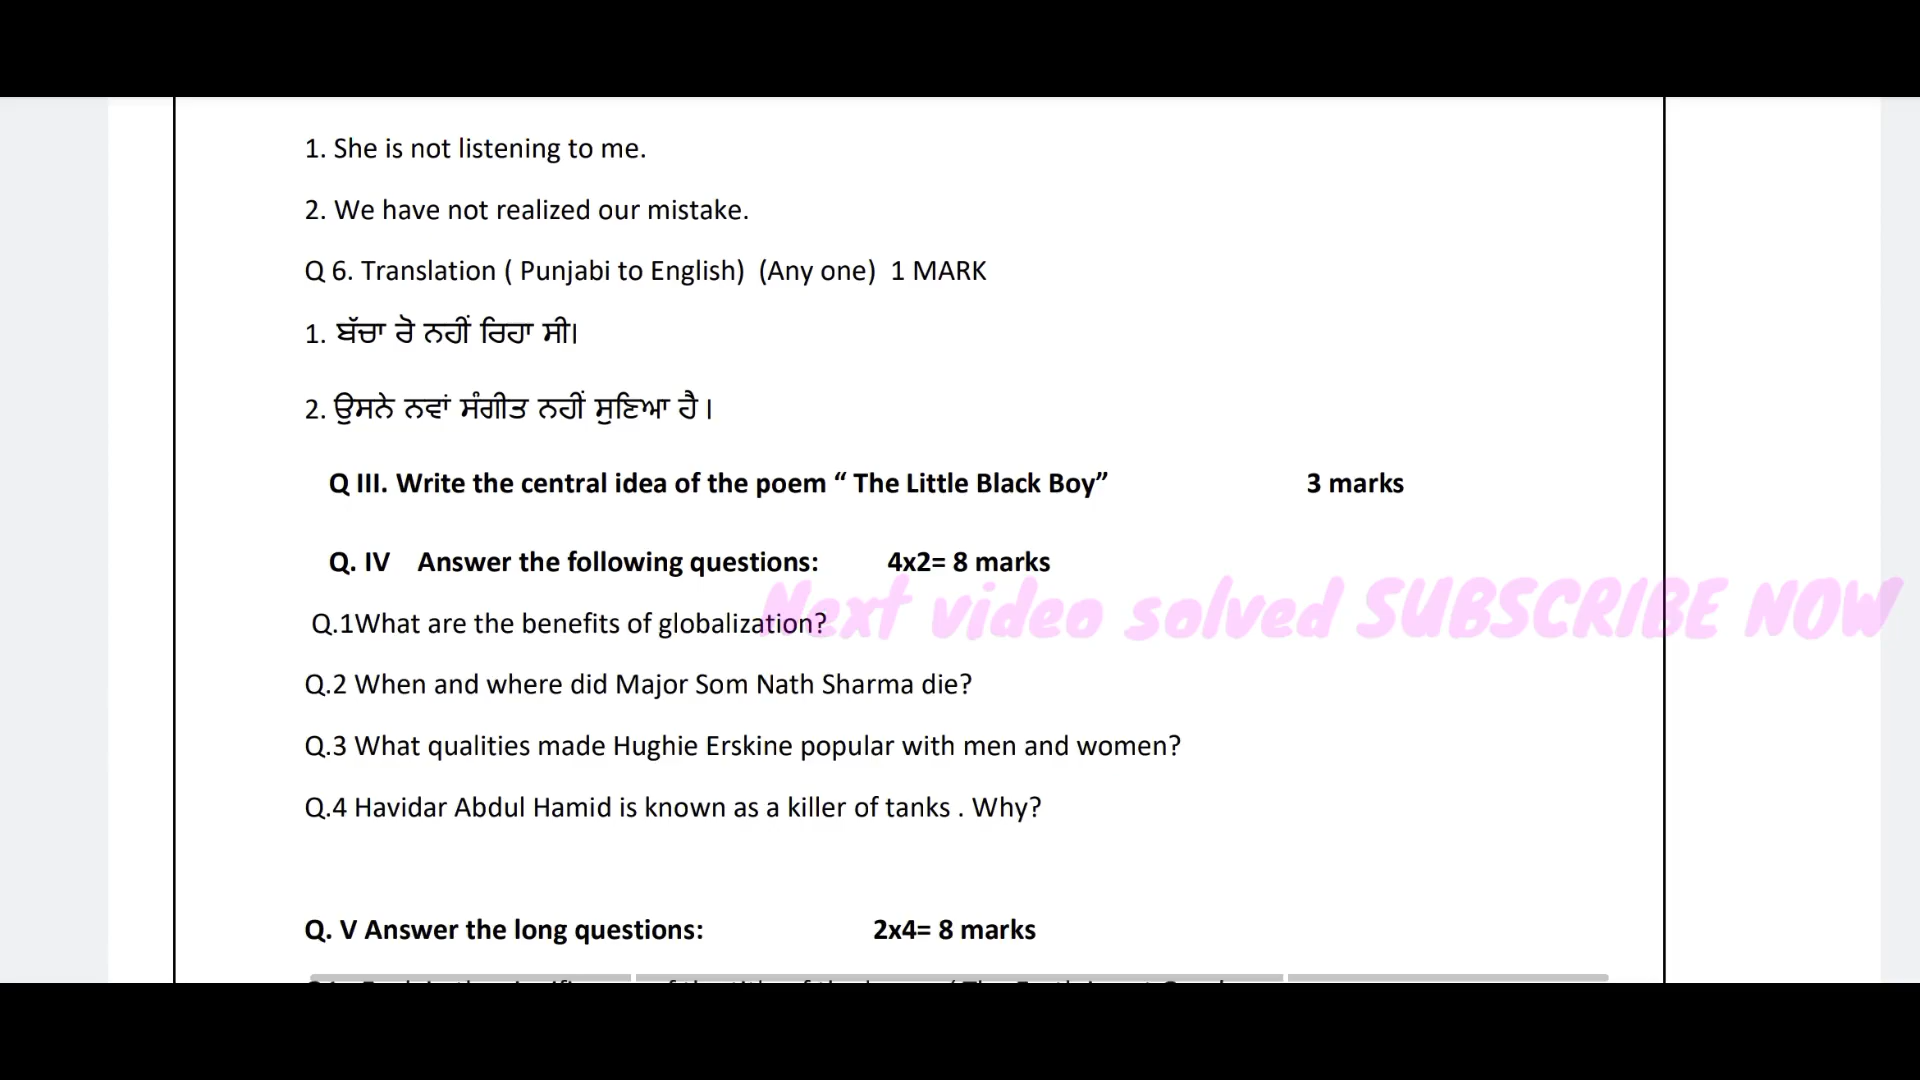 1. She is not listening to me.
2. We have not realized our mistake.
Q 6. Translation ( Punjabi to English) (Any one) 1 MARK
1. ਬੱਚਾ ਰੋ ਨਹੀਂ ਰਿਹਾ ਸੀ।
2. ਉਸਨੇ ਨਵਾਂ ਸੰਗੀਤ ਨਹੀਂ ਸੁਣਿਆ ਹੈ ।
Q III. Write the central idea of the poem “ The Little Black Boy” 3 marks
Q. IV Answer the following questions: 4x2= 8 marks
Next video solved SUBSCRIBE NOW
Q.1What are the benefits of globalization?
Q.2 When and where did Major Som Nath Sharma die?
Q.3 What qualities made Hughie Erskine popular with men and women?
Q.4 Havidar Abdul Hamid is known as a killer of tanks . Why?
Q. V Answer the long questions: 2x4= 8 marks